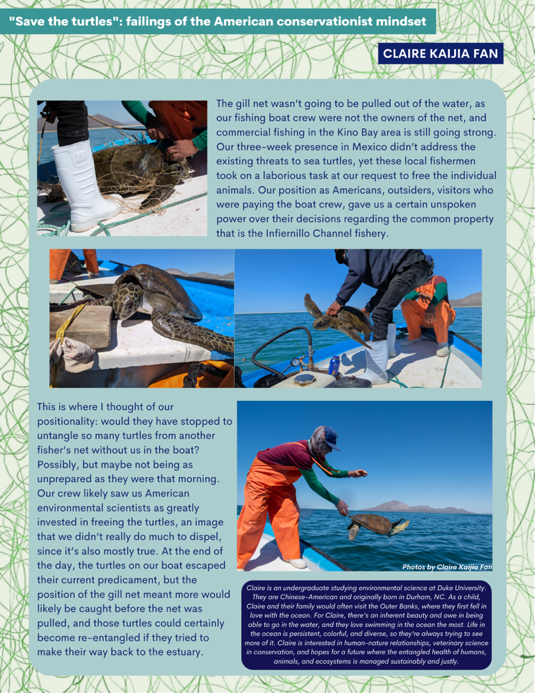 "Save the turtles": failings of the American conservationist mindset
CLAIRE KAIJIA FAN
The gill net wasn't going to be pulled out of the water, as
our fishing boat crew were not the owners of the net, and
commercial fishing in the Kino Bay area is still going strong.
Our three-week presence in Mexico didn't address the
existing threats to sea turtles, yet these local fishermen
took on a laborious task at our request to free the individual
animals. Our position as Americans, outsiders, visitors who
were paying the boat crew, gave us a certain unspoken
power over their decisions regarding the common property
that is the Infiernillo Channel fishery.
This is where I thought of our
positionality: would they have stopped to
untangle so many turtles from another
fisher's net without us in the boat?
Possibly, but maybe not being as
unprepared as they were that morning.
Our crew likely saw us American
environmental scientists as greatly
invested in freeing the turtles, an image
that we didn't really do much to dispel,
since it's also mostly true. At the end of
the day, the turtles on our boat escaped
their current predicament, but the
position of the gill net meant more would
likely be caught before the net was
pulled, and those turtles could certainly
become re-entangled if they tried to
make their way back to the estuary.
Photos by Claire Kaijia Fan
Claire is an undergraduate studying environmental science at Duke University.
They are Chinese-American and originally born in Durham, NC. As a child,
Claire and their family would often visit the Outer Banks, where they first fell in
love with the ocean. For Claire, there's an inherent beauty and awe in being
able to go in the water, and they love swimming in the ocean the most. Life in
the ocean is persistent, colorful, and diverse, so they're always trying to see
more of it. Claire is interested in human-nature relationships, veterinary science
in conservation, and hopes for a future where the entangled health of humans,
animals, and ecosystems is managed sustainably and justly.